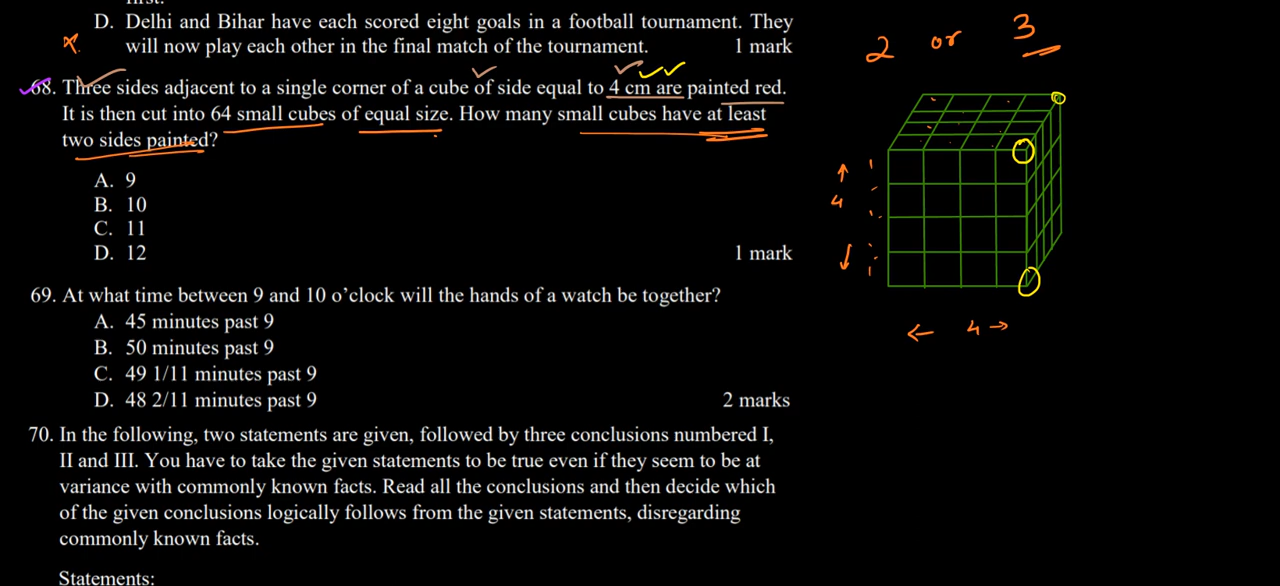 first.
D. Delhi and Bihar have each scored eight goals in a football tournament. They
will now play each other in the final match of the tournament. 1 mark
68. Three sides adjacent to a single corner of a cube of side equal to 4 cm are painted red.
It is then cut into 64 small cubes of equal size. How many small cubes have at least
two sides painted?
A. 9
B. 10
C. 11
D. 12 1 mark
69. At what time between 9 and 10 o’clock will the hands of a watch be together?
A. 45 minutes past 9
B. 50 minutes past 9
C. 49 1/11 minutes past 9
D. 48 2/11 minutes past 9 2 marks
70. In the following, two statements are given, followed by three conclusions numbered I,
II and III. You have to take the given statements to be true even if they seem to be at
variance with commonly known facts. Read all the conclusions and then decide which
of the given conclusions logically follows from the given statements, disregarding
commonly known facts.
Statements:
2 or 3
4
4